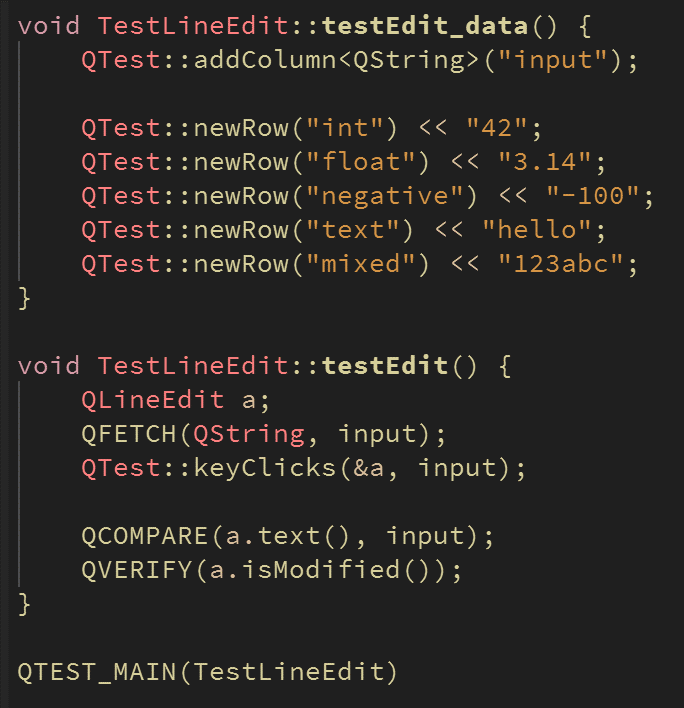 void TestLineEdit::testEdit_data() {
    QTest::addColumn<QString>("input");

    QTest::newRow("int") << "42";
    QTest::newRow("float") << "3.14";
    QTest::newRow("negative") << "-100";
    QTest::newRow("text") << "hello";
    QTest::newRow("mixed") << "123abc";
}

void TestLineEdit::testEdit() {
    QLineEdit a;
    QFETCH(QString, input);
    QTest::keyClicks(&a, input);

    QCOMPARE(a.text(), input);
    QVERIFY(a.isModified());
}

QTEST_MAIN(TestLineEdit)